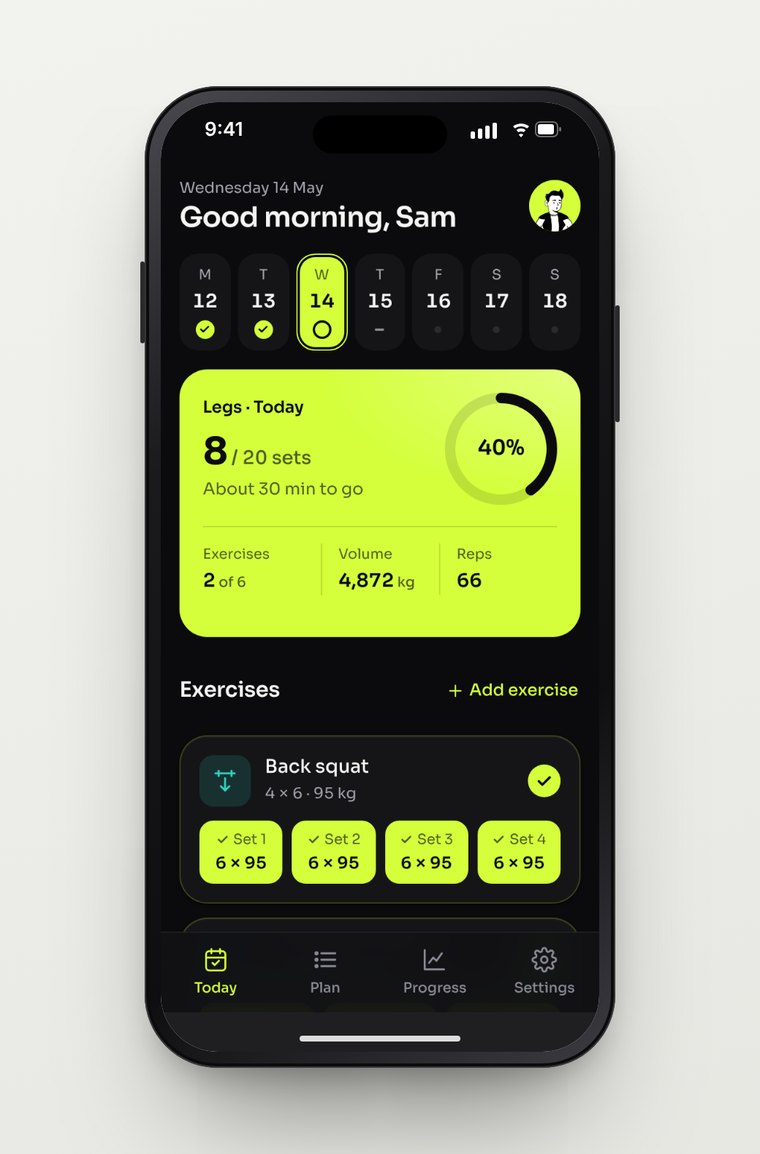 9:41
Wednesday 14 May
Good morning, Sam
M T W T F S S
12 13 14 15 16 17 18
Legs · Today
40%
8 / 20 sets
About 30 min to go
Exercises Volume Reps
2 of 6 4,872 kg 66
Exercises + Add exercise
Back squat
4 × 6 · 95 kg
Set 1 Set 2 Set 3 Set 4
6 × 95 6 × 95 6 × 95 6 × 95
Today Plan Progress Settings